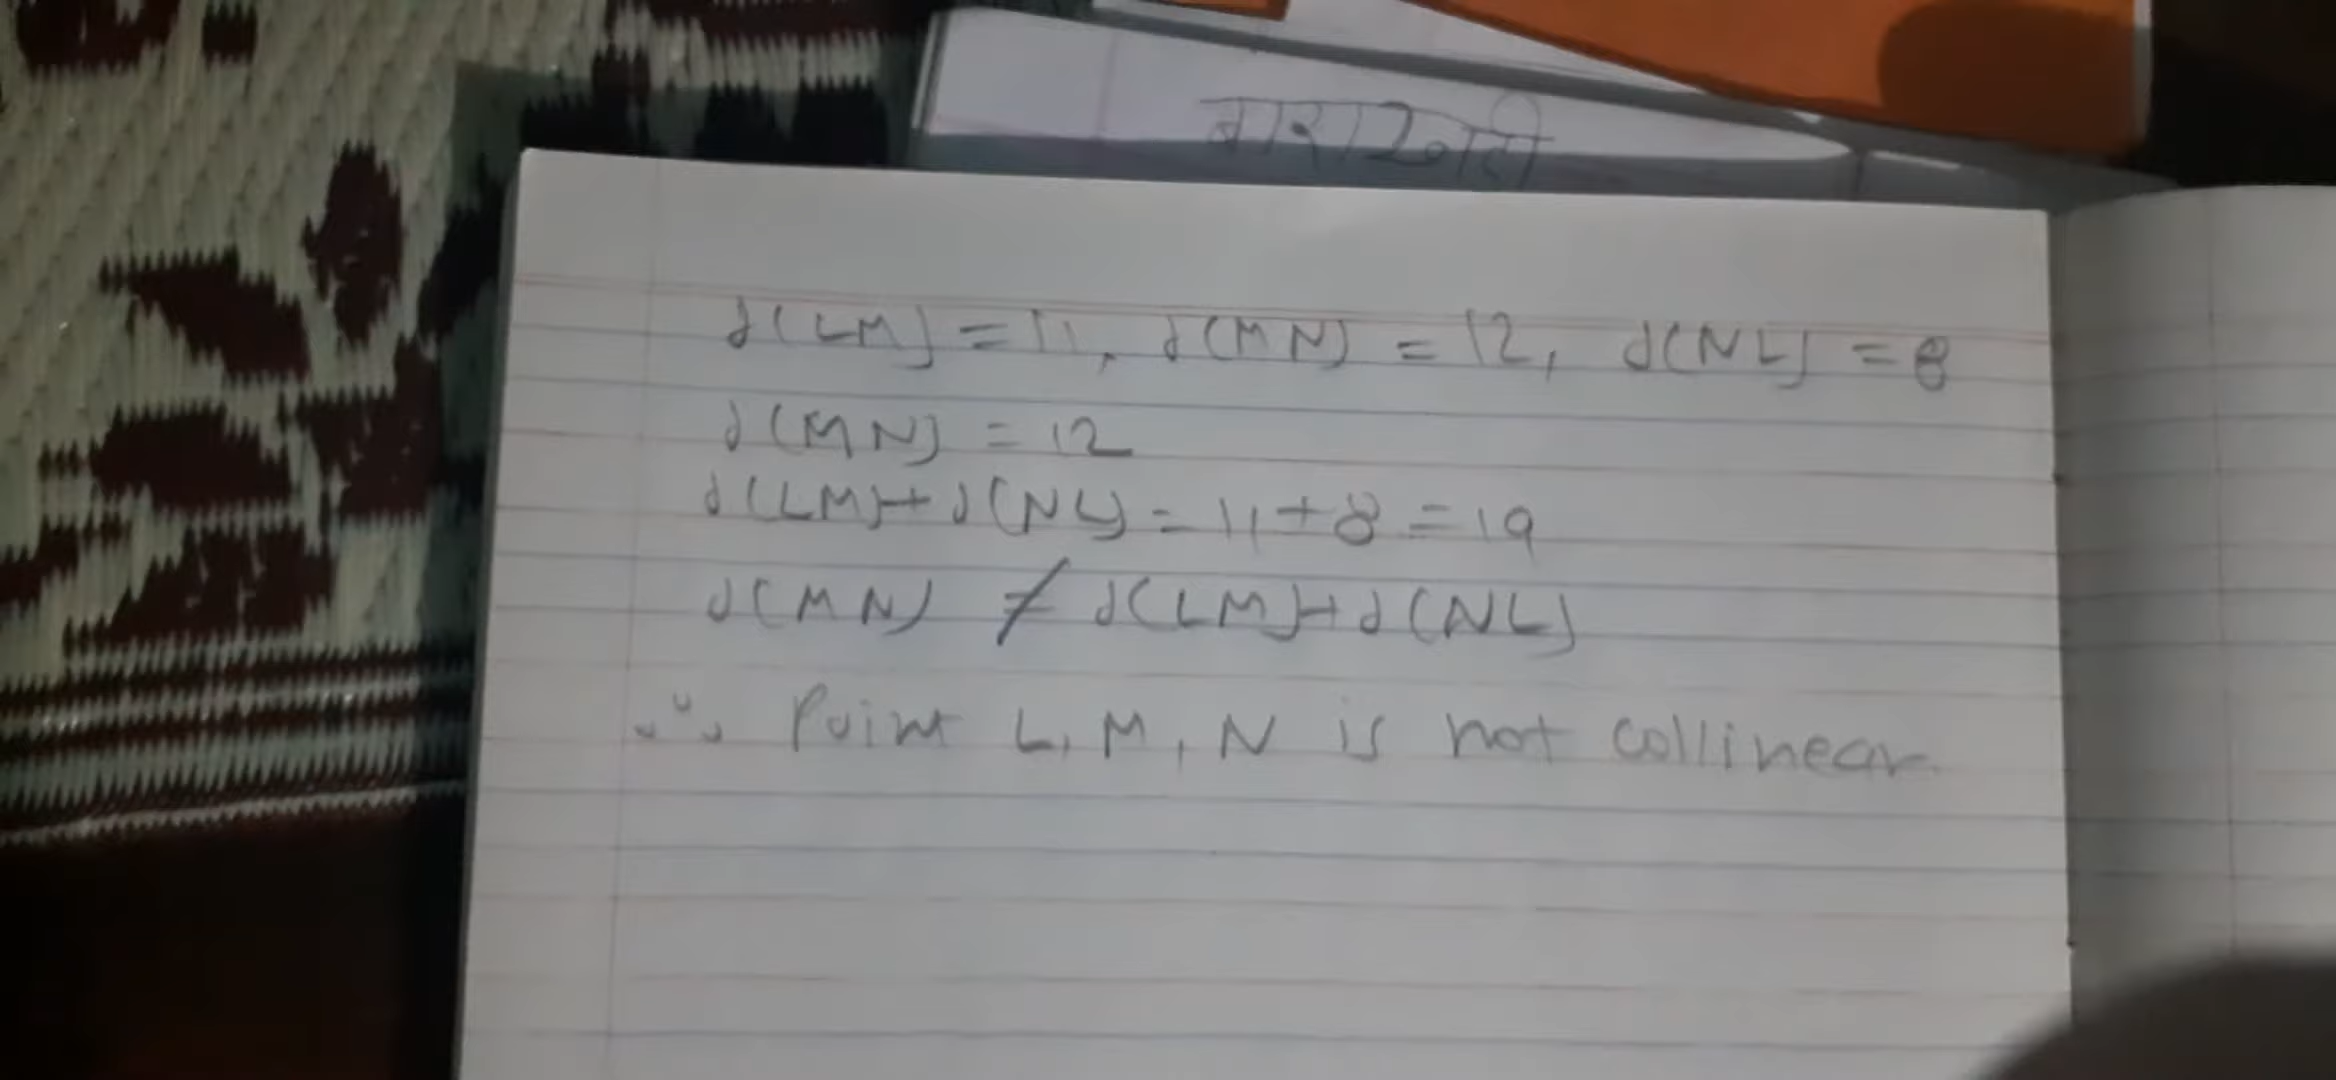 बाराखडी
d(LM) = 11, d(MN) = 12, d(NL) = 8
d(MN) = 12
d(LM)+d(NL) = 11+8 = 19
d(MN) ≠ d(LM)+d(NL)
∴ Point L, M, N is not collinear